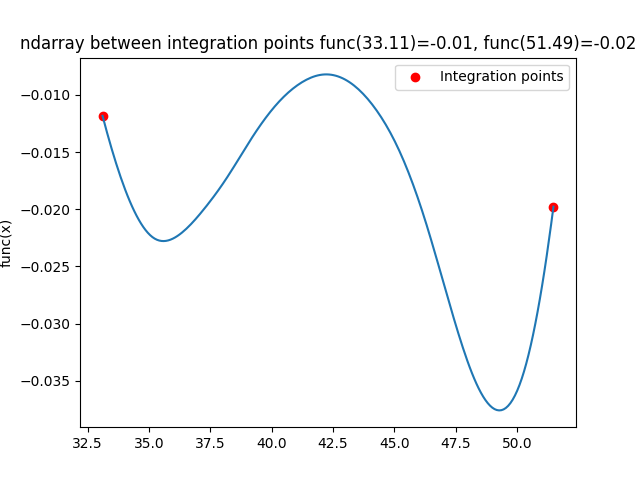 ndarray between integration points func(33.11)=-0.01, func(51.49)=-0.02
Integration points
func(x)
−0.010
−0.015
−0.020
−0.025
−0.030
−0.035
32.5 35.0 37.5 40.0 42.5 45.0 47.5 50.0